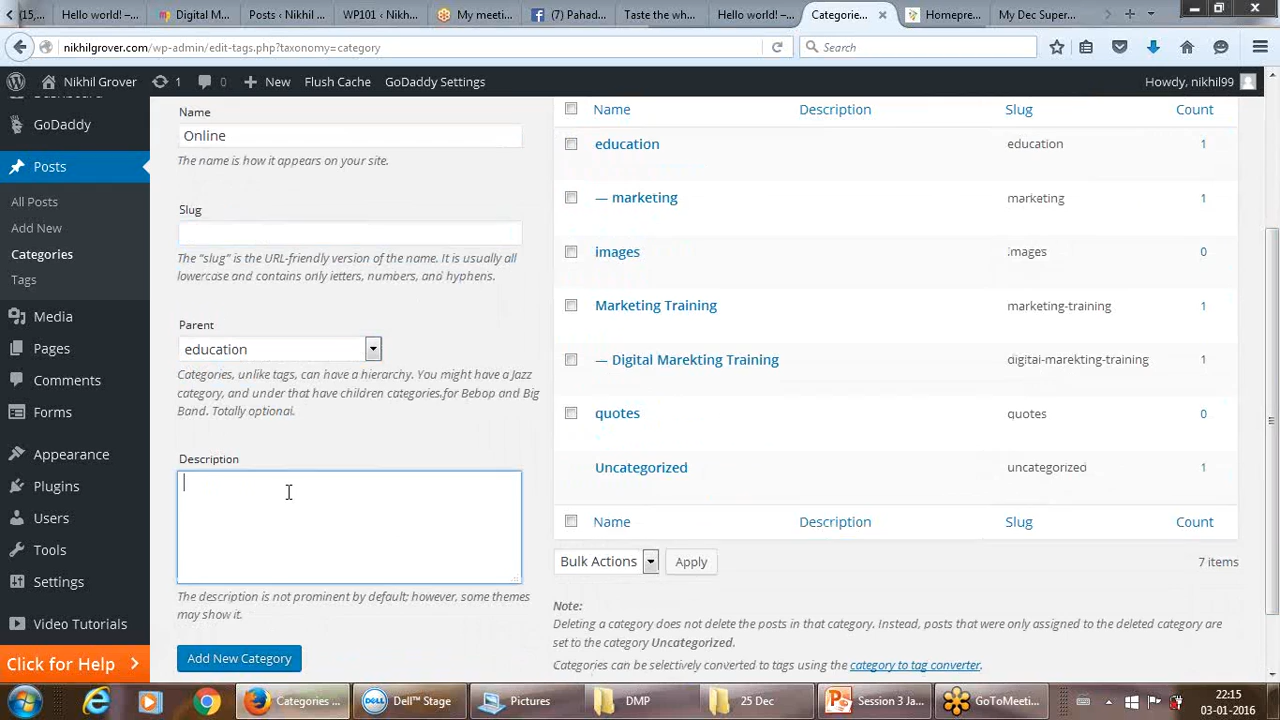 15,
Digital M
Posts ‹ Nikhil
WP101 ‹ Nikh...
My meeti
f (7) Pahad...
Taste the wh...
Hello world! –...
Categorie...
Homepre...
My Dec Super...
nikhilgrover.com/wp-admin/edit-tags.php?taxonomy=category
Search
Nikhil Grover
1
0
New
Flush Cache
GoDaddy Settings
Howdy, nikhil99
Dashboard
GoDaddy
Posts
All Posts
Add New
Categories
Tags
Media
Pages
Comments
Forms
Appearance
Plugins
Users
Tools
Settings
Video Tutorials
Click for Help
Name
Online
The name is how it appears on your site.
Slug
The “slug” is the URL-friendly version of the name. It is usually all
lowercase and contains only letters, numbers, and hyphens.
Parent
education
Categories, unlike tags, can have a hierarchy. You might have a Jazz
category, and under that have children categories.for Bebop and Big
Band. Totally optional.
Description
The description is not prominent by default; however, some themes
may show it.
Add New Category
Name Description Slug Count
education education 1
— marketing marketing 1
images images 0
Marketing Training marketing-training 1
— Digital Marekting Training digital-marekting-training 1
quotes quotes 0
Uncategorized uncategorized 1
Name Description Slug Count
Bulk Actions Apply 7 items
Note:
Deleting a category does not delete the posts in that category. Instead, posts that were only assigned to the deleted category are
set to the category Uncategorized.
Categories can be selectively converted to tags using the category to tag converter.
Categories ...
Dell™ Stage
Pictures
DMP
25 Dec
Session 3 Ja...
GoToMeeti...
22:15
03-01-2016